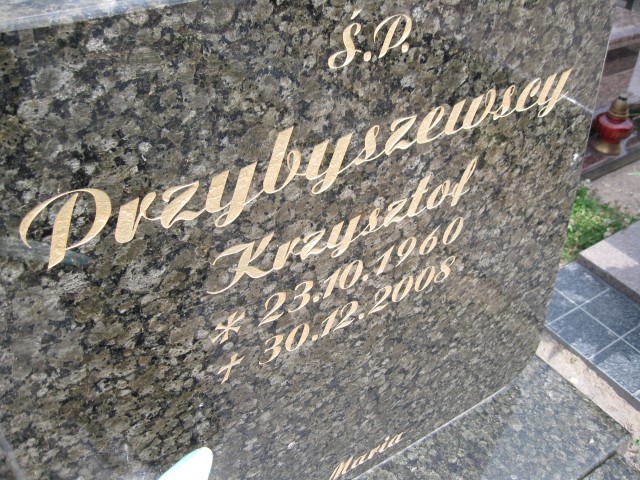 Ś.P.
Przybyszewscy
Krzysztof
* 23.10.1960
+ 30.12.2008
Maria